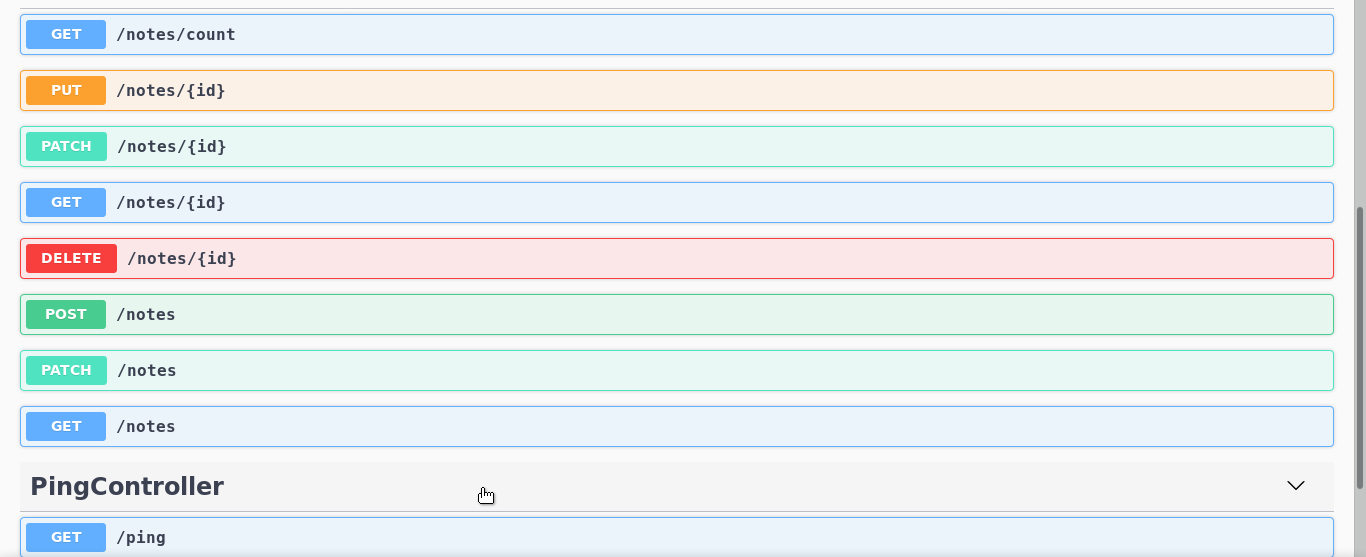 GET /notes/count
PUT /notes/{id}
PATCH /notes/{id}
GET /notes/{id}
DELETE /notes/{id}
POST /notes
PATCH /notes
GET /notes
PingController
GET /ping